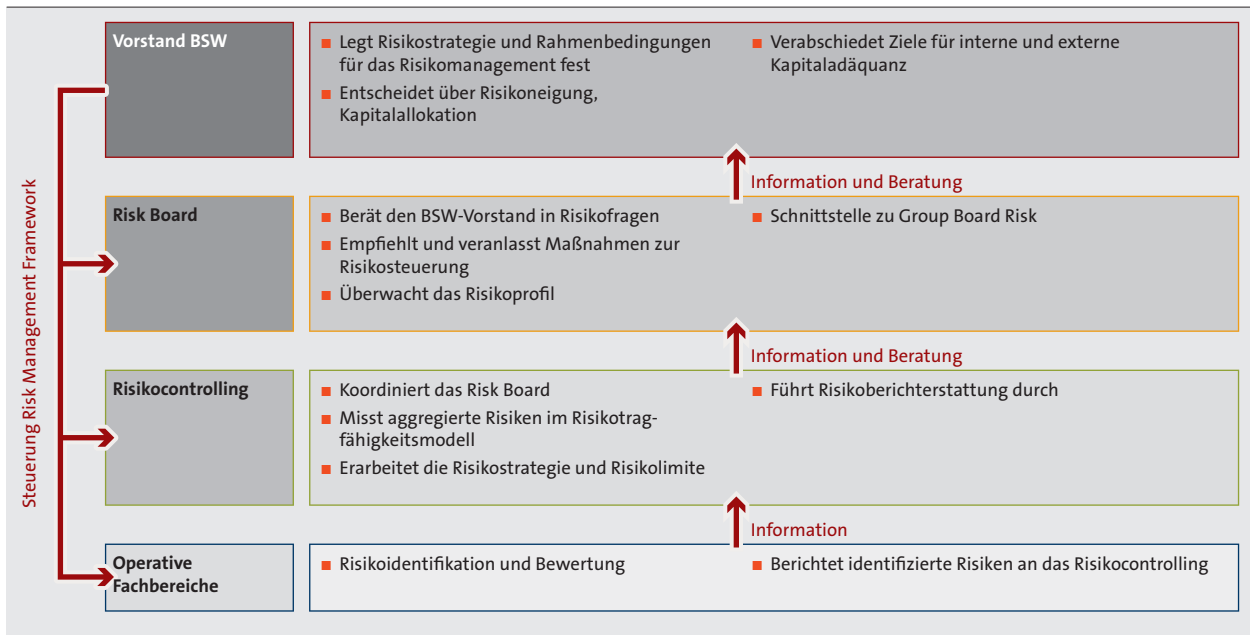 Steuerung Risk Management Framework
Vorstand BSW
Legt Risikostrategie und Rahmenbedingungen
für das Risikomanagement fest
Entscheidet über Risikoneigung,
Kapitalallokation
Verabschiedet Ziele für interne und externe
Kapitaladäquanz
Information und Beratung
Risk Board
Berät den BSW-Vorstand in Risikofragen
Empfiehlt und veranlasst Maßnahmen zur
Risikosteuerung
Überwacht das Risikoprofil
Schnittstelle zu Group Board Risk
Information und Beratung
Risikocontrolling
Koordiniert das Risk Board
Misst aggregierte Risiken im Risikotrag-
fähigkeitsmodell
Erarbeitet die Risikostrategie und Risikolimite
Führt Risikoberichterstattung durch
Information
Operative
Fachbereiche
Risikoidentifikation und Bewertung
Berichtet identifizierte Risiken an das Risikocontrolling